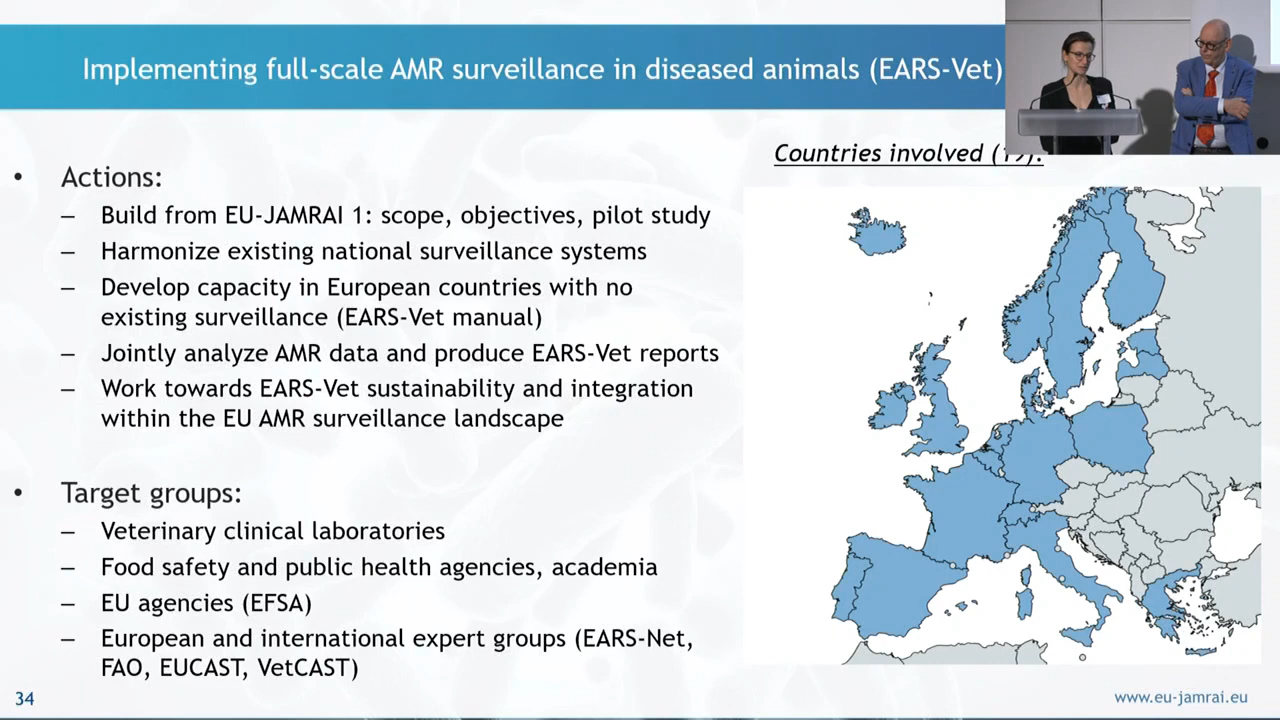 Implementing full-scale AMR surveillance in diseased animals (EARS-Vet)
• Actions:
– Build from EU-JAMRAI 1: scope, objectives, pilot study
– Harmonize existing national surveillance systems
– Develop capacity in European countries with no
existing surveillance (EARS-Vet manual)
– Jointly analyze AMR data and produce EARS-Vet reports
– Work towards EARS-Vet sustainability and integration
within the EU AMR surveillance landscape
• Target groups:
– Veterinary clinical laboratories
– Food safety and public health agencies, academia
– EU agencies (EFSA)
– European and international expert groups (EARS-Net,
FAO, EUCAST, VetCAST)
Countries involved
34
www.eu-jamrai.eu